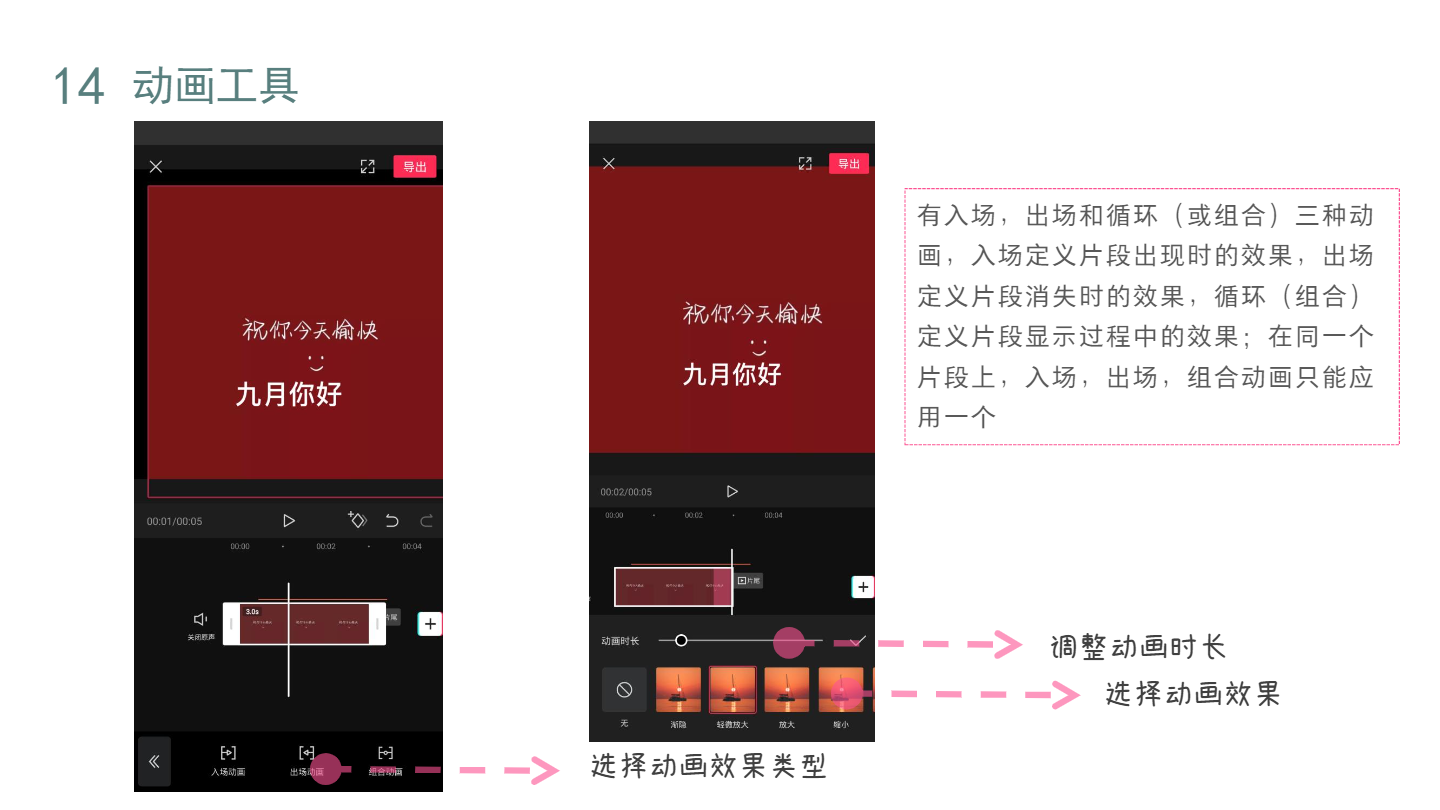 14 动画工具
导出
祝你今天愉快
九月你好
00:01/00:05
00:00
00:02
00:04
3.0s
关闭原声
片尾
入场动画
出场动画
组合动画
导出
祝你今天愉快
九月你好
00:02/00:05
00:00
00:02
00:04
片尾
动画时长
无
渐隐
轻微放大
放大
缩小
有入场，出场和循环（或组合）三种动
画，入场定义片段出现时的效果，出场
定义片段消失时的效果，循环（组合）
定义片段显示过程中的效果；在同一个
片段上，入场，出场，组合动画只能应
用一个
调整动画时长
选择动画效果
选择动画效果类型